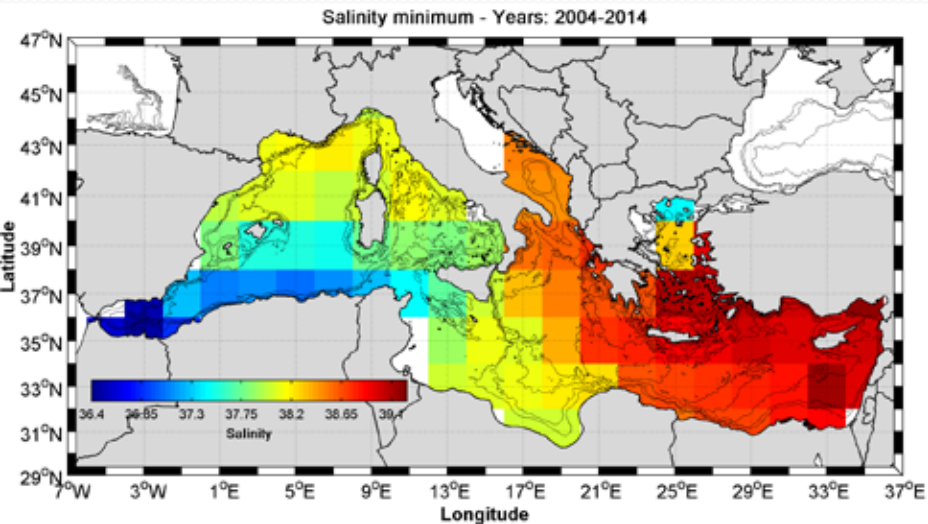 Salinity minimum - Years: 2004-2014
47°N
45°N
43°N
41°N
39°N
37°N
35°N
33°N
31°N
29°N
Latitude
36.4 36.85 37.3 37.75 38.2 38.65 39.1
Salinity
7°W 3°W 1°E 5°E 9°E 13°E 17°E 21°E 25°E 29°E 33°E 37°E
Longitude